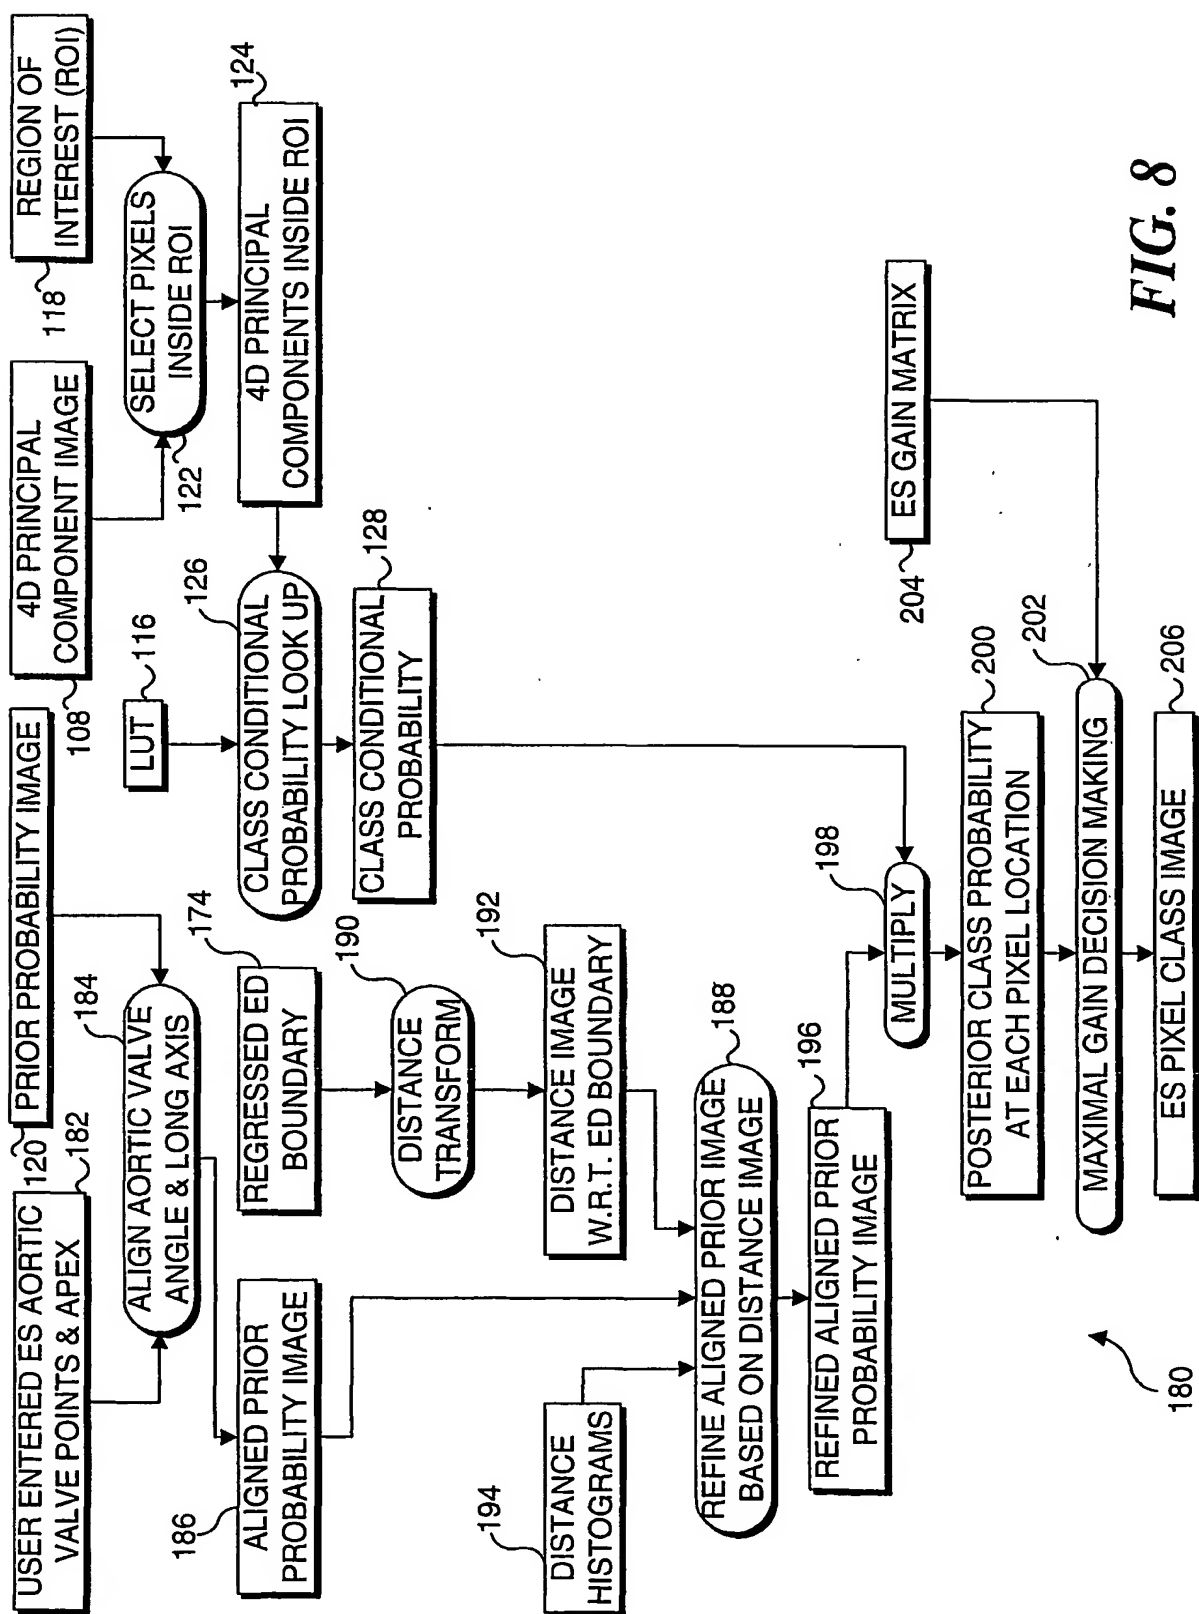 USER ENTERED ES AORTIC
VALVE POINTS & APEX
182
120
PRIOR PROBABILITY IMAGE
108
4D PRINCIPAL
COMPONENT IMAGE
118
REGION OF
INTEREST (ROI)
184
ALIGN AORTIC VALVE
ANGLE & LONG AXIS
LUT
116
122
SELECT PIXELS
INSIDE ROI
186
ALIGNED PRIOR
PROBABILITY IMAGE
174
REGRESSED ED
BOUNDARY
126
CLASS CONDITIONAL
PROBABILITY LOOK UP
124
4D PRINCIPAL
COMPONENTS INSIDE ROI
190
DISTANCE
TRANSFORM
128
CLASS CONDITIONAL
PROBABILITY
194
DISTANCE
HISTOGRAMS
192
DISTANCE IMAGE
W.R.T. ED BOUNDARY
188
REFINE ALIGNED PRIOR IMAGE
BASED ON DISTANCE IMAGE
196
REFINED ALIGNED PRIOR
PROBABILITY IMAGE
198
MULTIPLY
204
ES GAIN MATRIX
200
POSTERIOR CLASS PROBABILITY
AT EACH PIXEL LOCATION
202
MAXIMAL GAIN DECISION MAKING
206
ES PIXEL CLASS IMAGE
180
FIG. 8